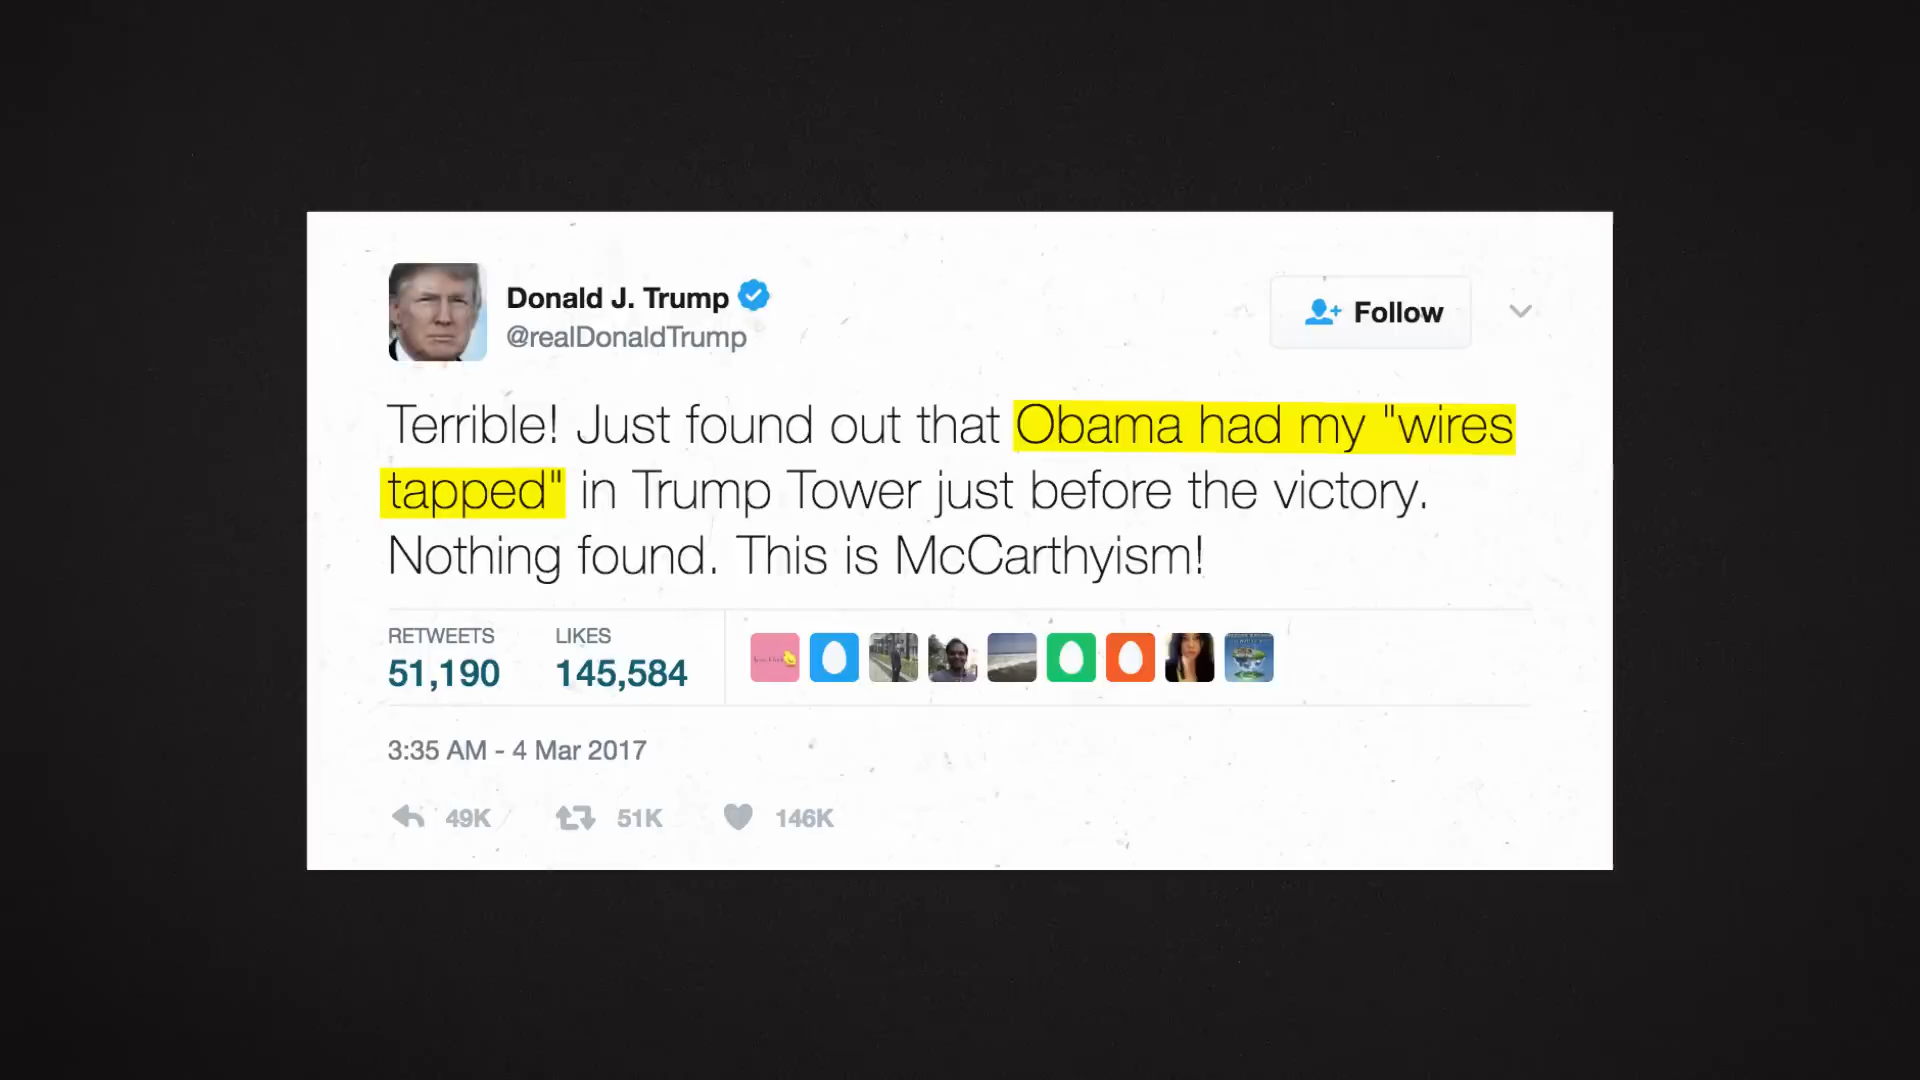 Donald J. Trump
@realDonaldTrump
Follow
Terrible! Just found out that Obama had my "wires
tapped" in Trump Tower just before the victory.
Nothing found. This is McCarthyism!
RETWEETS LIKES
51,190 145,584
3:35 AM - 4 Mar 2017
49K 51K 146K